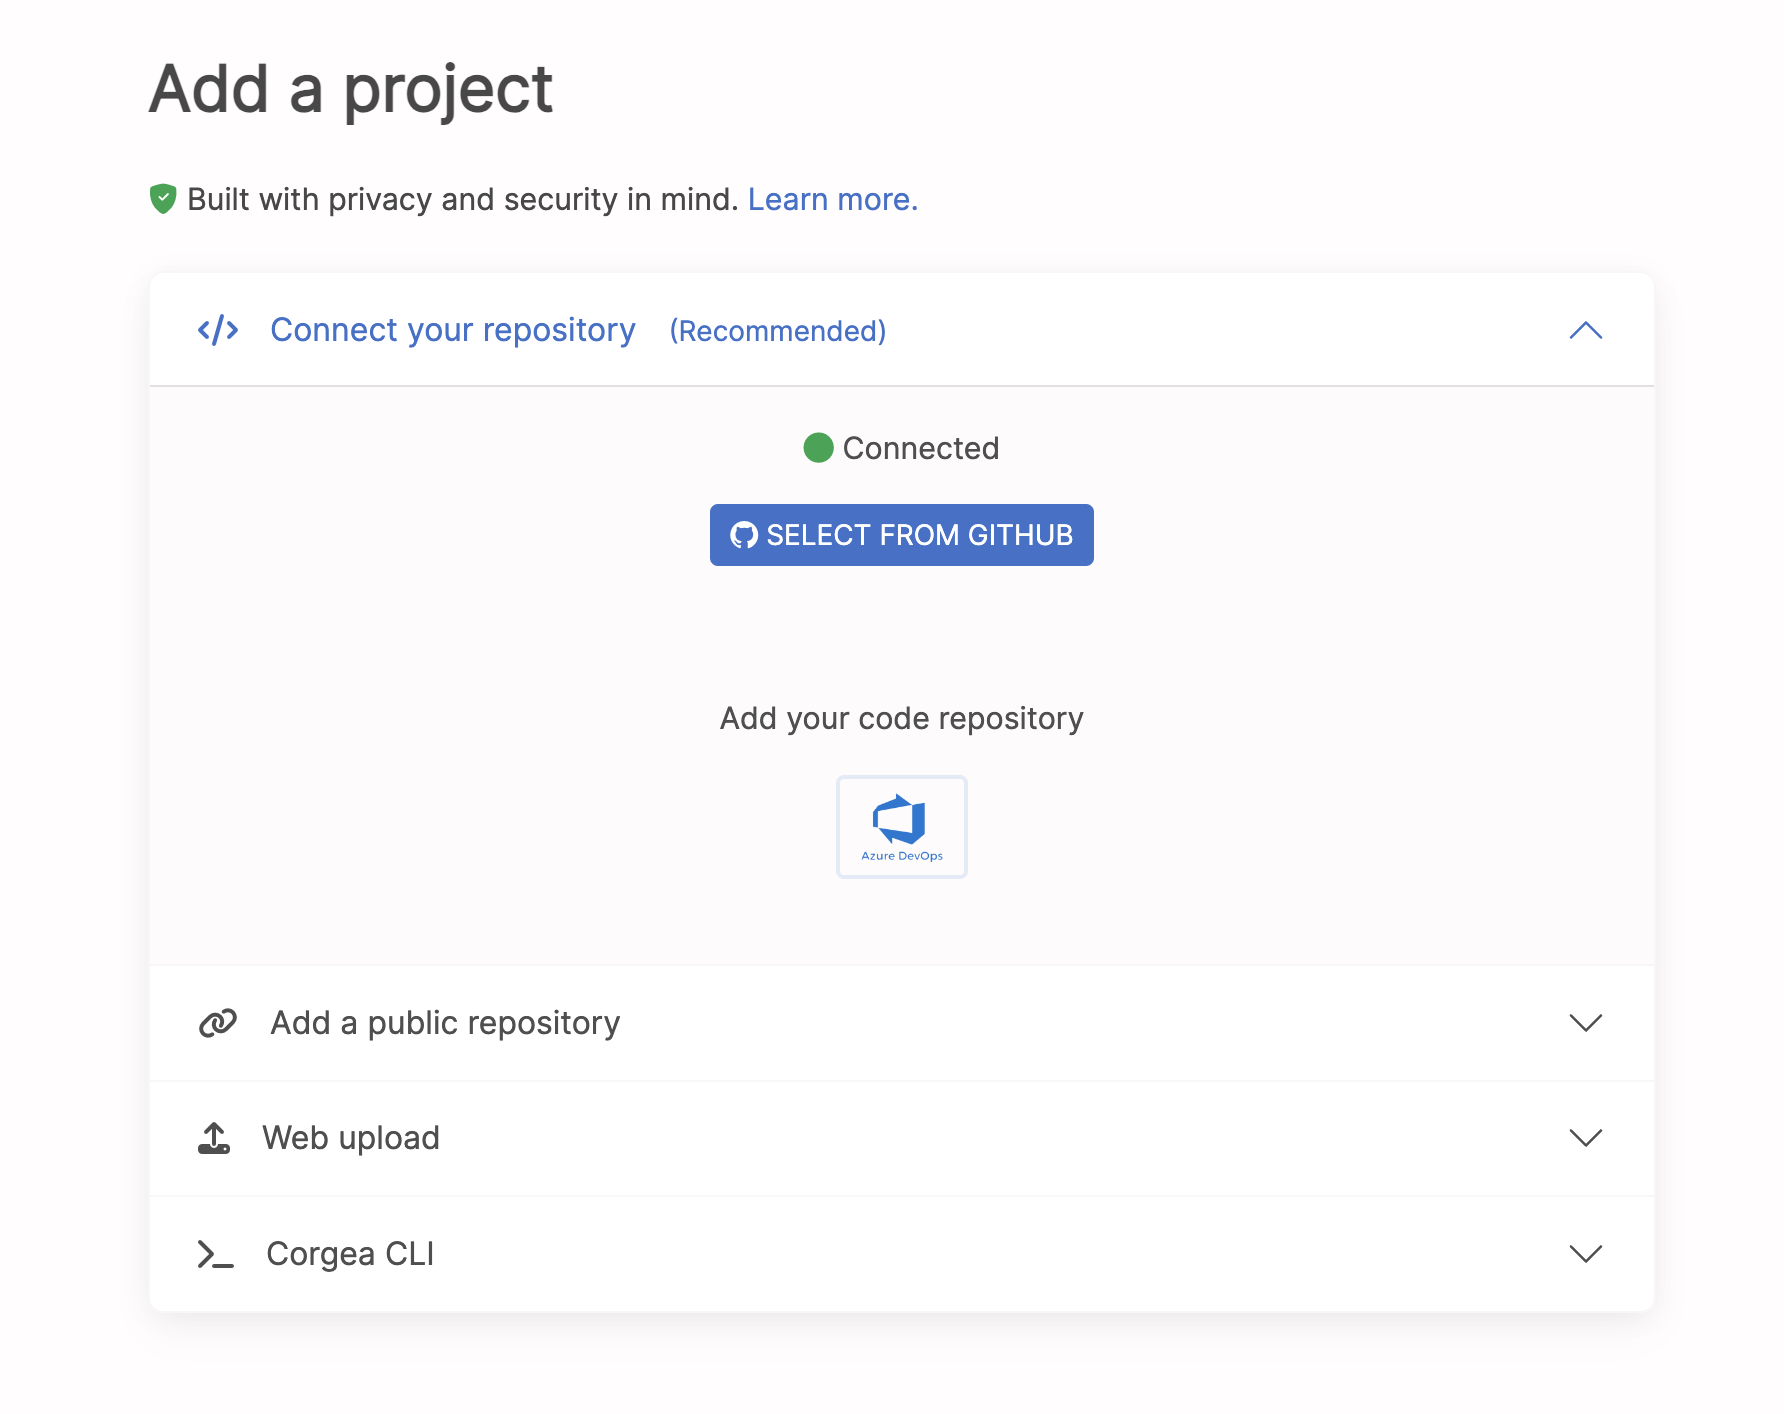 Add a project
Built with privacy and security in mind. Learn more.
Connect your repository (Recommended)
Connected
SELECT FROM GITHUB
Add your code repository
Azure DevOps
Add a public repository
Web upload
Corgea CLI